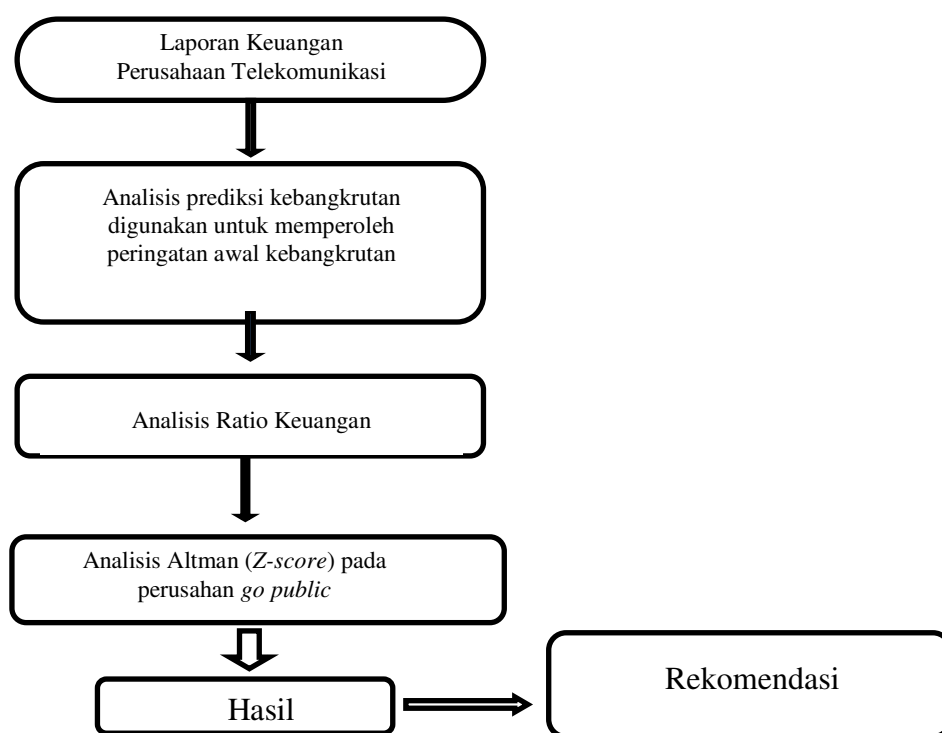 Laporan Keuangan
Perusahaan Telekomunikasi
Analisis prediksi kebangkrutan
digunakan untuk memperoleh
peringatan awal kebangkrutan
Analisis Ratio Keuangan
Analisis Altman (Z-score) pada
perusahan go public
Hasil
Rekomendasi